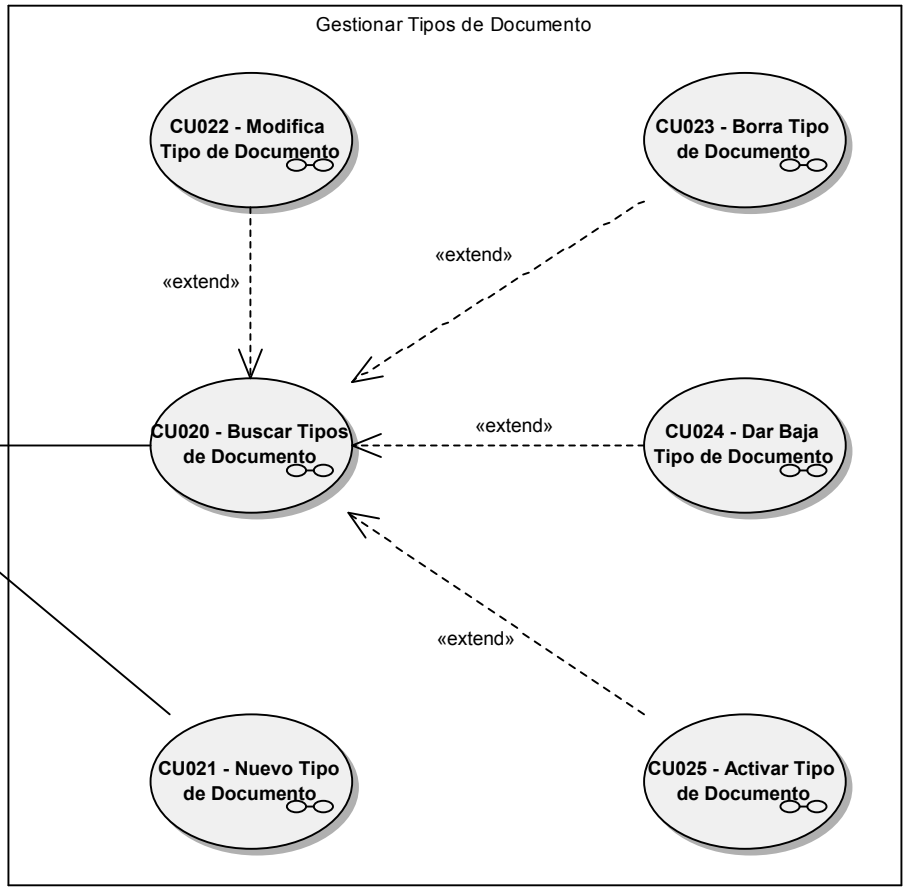 Gestionar Tipos de Documento
CU022 - Modifica
Tipo de Documento
CU023 - Borra Tipo
de Documento
«extend»
«extend»
CU020 - Buscar Tipos
de Documento
«extend»
CU024 - Dar Baja
Tipo de Documento
«extend»
CU021 - Nuevo Tipo
de Documento
CU025 - Activar Tipo
de Documento